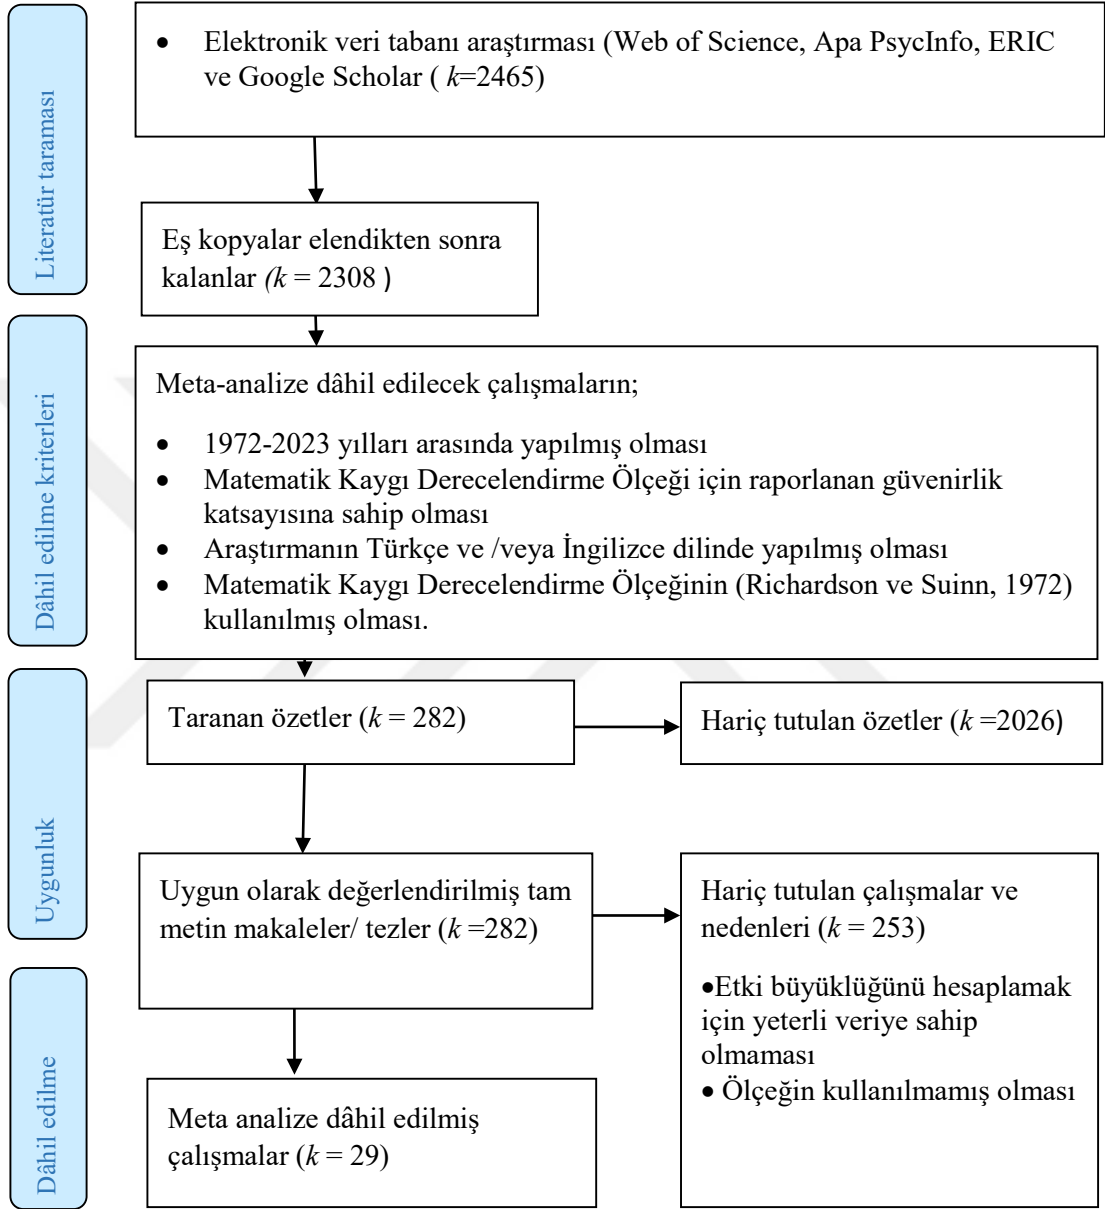 Literatür taraması
• Elektronik veri tabanı araştırması (Web of Science, Apa PsycInfo, ERIC
ve Google Scholar ( k=2465)
Eş kopyalar elendikten sonra
kalanlar (k = 2308 )
Dâhil edilme kriterleri
Meta-analize dâhil edilecek çalışmaların;
• 1972-2023 yılları arasında yapılmış olması
• Matematik Kaygı Derecelendirme Ölçeği için raporlanan güvenirlik
katsayısına sahip olması
• Araştırmanın Türkçe ve /veya İngilizce dilinde yapılmış olması
• Matematik Kaygı Derecelendirme Ölçeğinin (Richardson ve Suinn, 1972)
kullanılmış olması.
Uygunluk
Taranan özetler (k = 282)
Hariç tutulan özetler (k =2026)
Uygun olarak değerlendirilmiş tam
metin makaleler/ tezler (k =282)
Hariç tutulan çalışmalar ve
nedenleri (k = 253)
•Etki büyüklüğünü hesaplamak
için yeterli veriye sahip
olmaması
• Ölçeğin kullanılmamış olması
Dâhil edilme
Meta analize dâhil edilmiş
çalışmalar (k = 29)